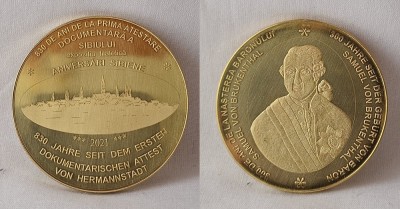 830 DE ANI DE LA PRIMA ATESTARE
DOCUMENTARĂ A
SIBIULUI
ANIVERSĂRI SIBIENE
*** 2021 ***
830 JAHRE SEIT DEM ERSTEN
DOKUMENTARISCHEN ATTEST
VON HERMANNSTADT
300 DE ANI DE LA NAȘTEREA BARONULUI
SAMUEL VON BRUKENTHAL
300 JAHRE SEIT DER GEBURT VON BARON
SAMUEL VON BRUKENTHAL